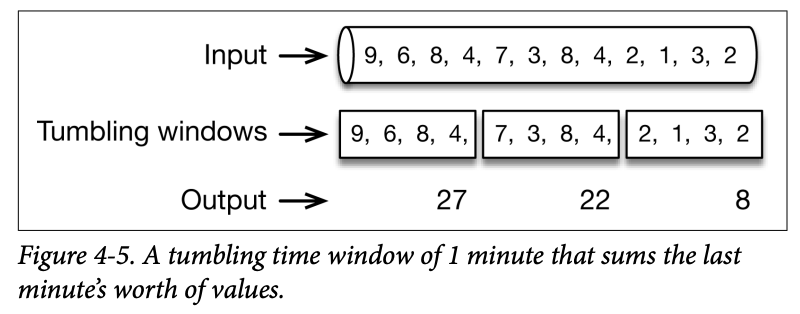 Input 9, 6, 8, 4, 7, 3, 8, 4, 2, 1, 3, 2
Tumbling windows 9, 6, 8, 4, 7, 3, 8, 4, 2, 1, 3, 2
Output 27 22 8
Figure 4-5. A tumbling time window of 1 minute that sums the last
minute’s worth of values.